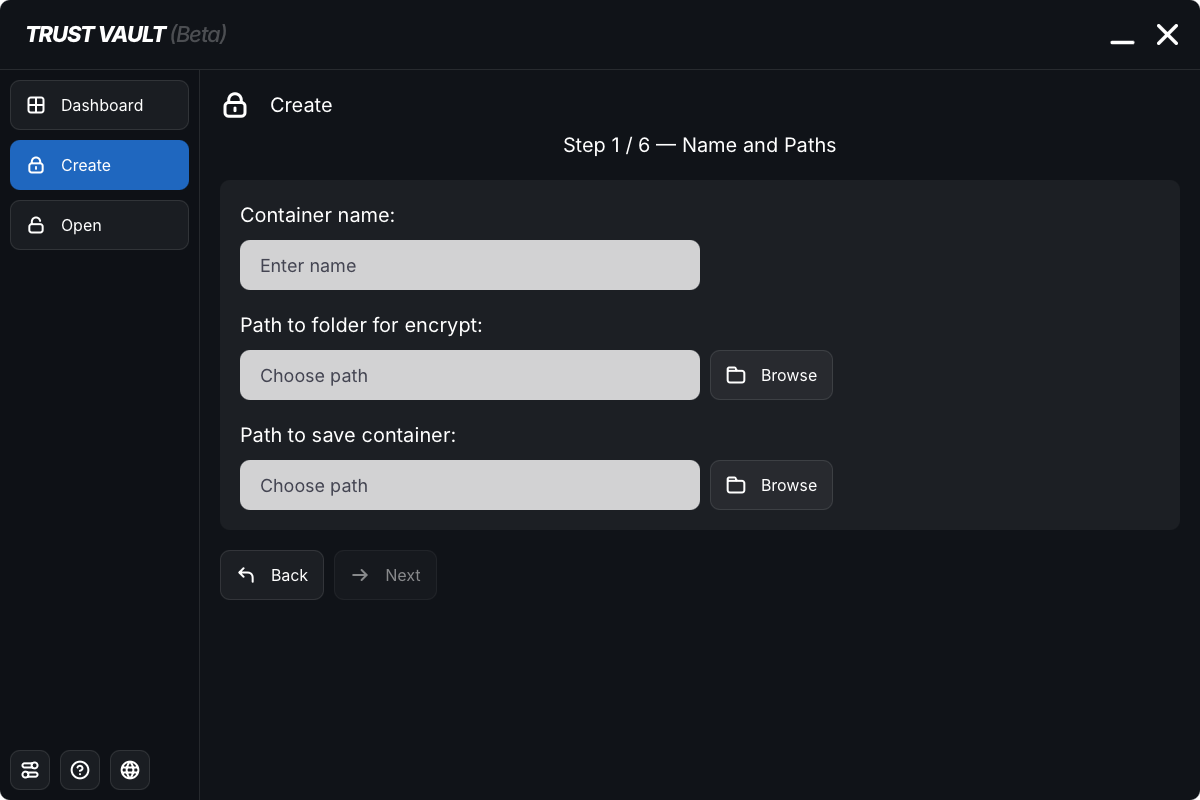 TRUST VAULT (Beta)
Dashboard
Create
Open
Create
Step 1 / 6 — Name and Paths
Container name:
Enter name
Path to folder for encrypt:
Choose path
Browse
Path to save container:
Choose path
Browse
Back
Next